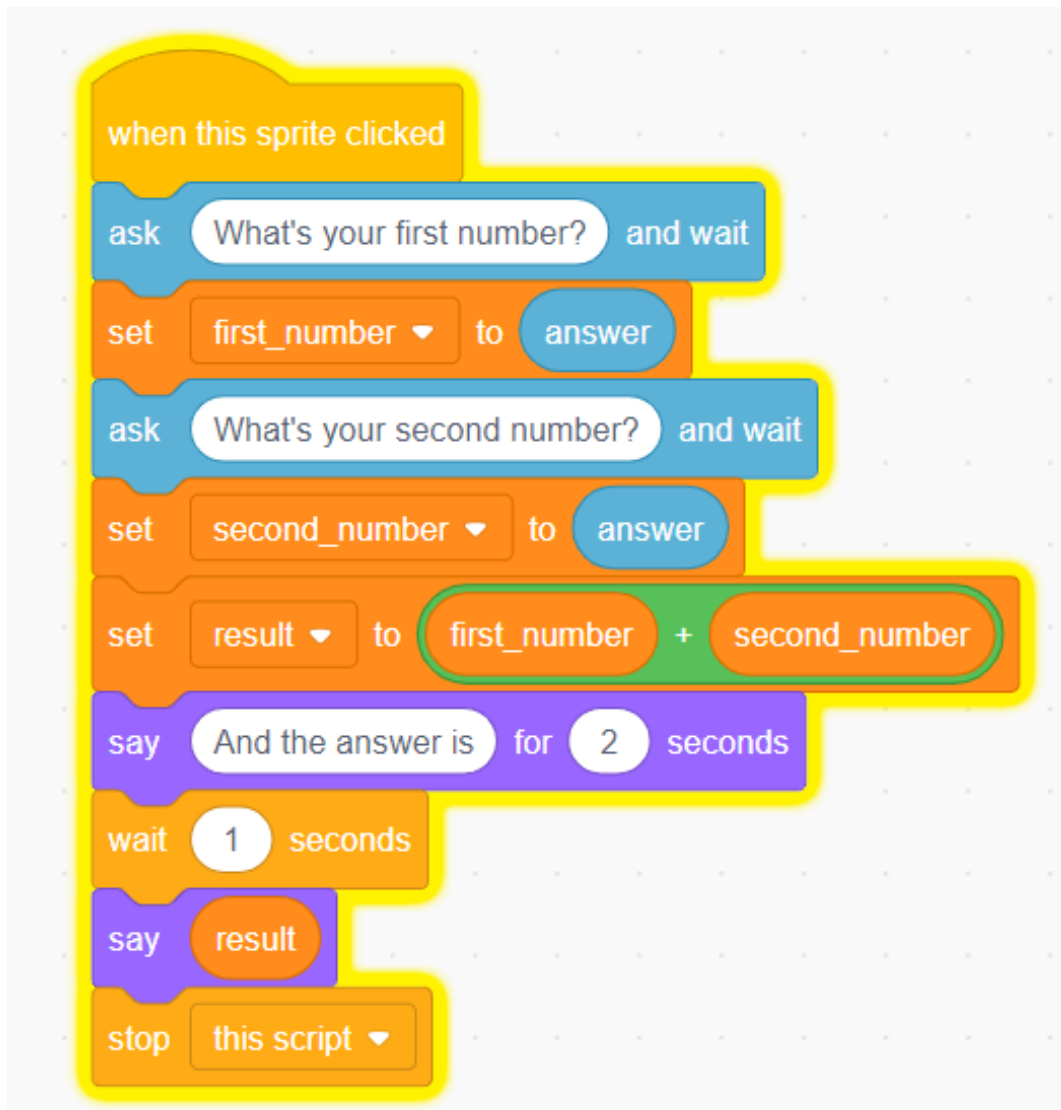 when this sprite clicked
ask What's your first number? and wait
set first_number to answer
ask What's your second number? and wait
set second_number to answer
set result to first_number + second_number
say And the answer is for 2 seconds
wait 1 seconds
say result
stop this script